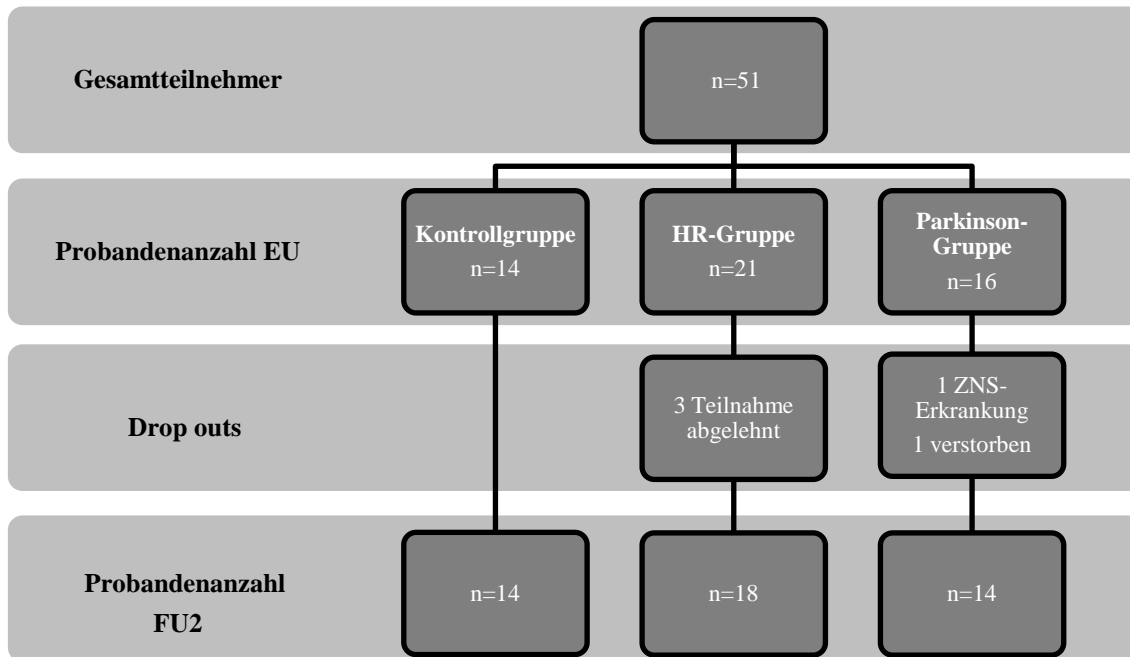 Gesamtteilnehmer
n=51
Probandenanzahl EU
Kontrollgruppe
n=14
HR-Gruppe
n=21
Parkinson-
Gruppe
n=16
Drop outs
3 Teilnahme
abgelehnt
1 ZNS-
Erkrankung
1 verstorben
Probandenanzahl
FU2
n=14
n=18
n=14